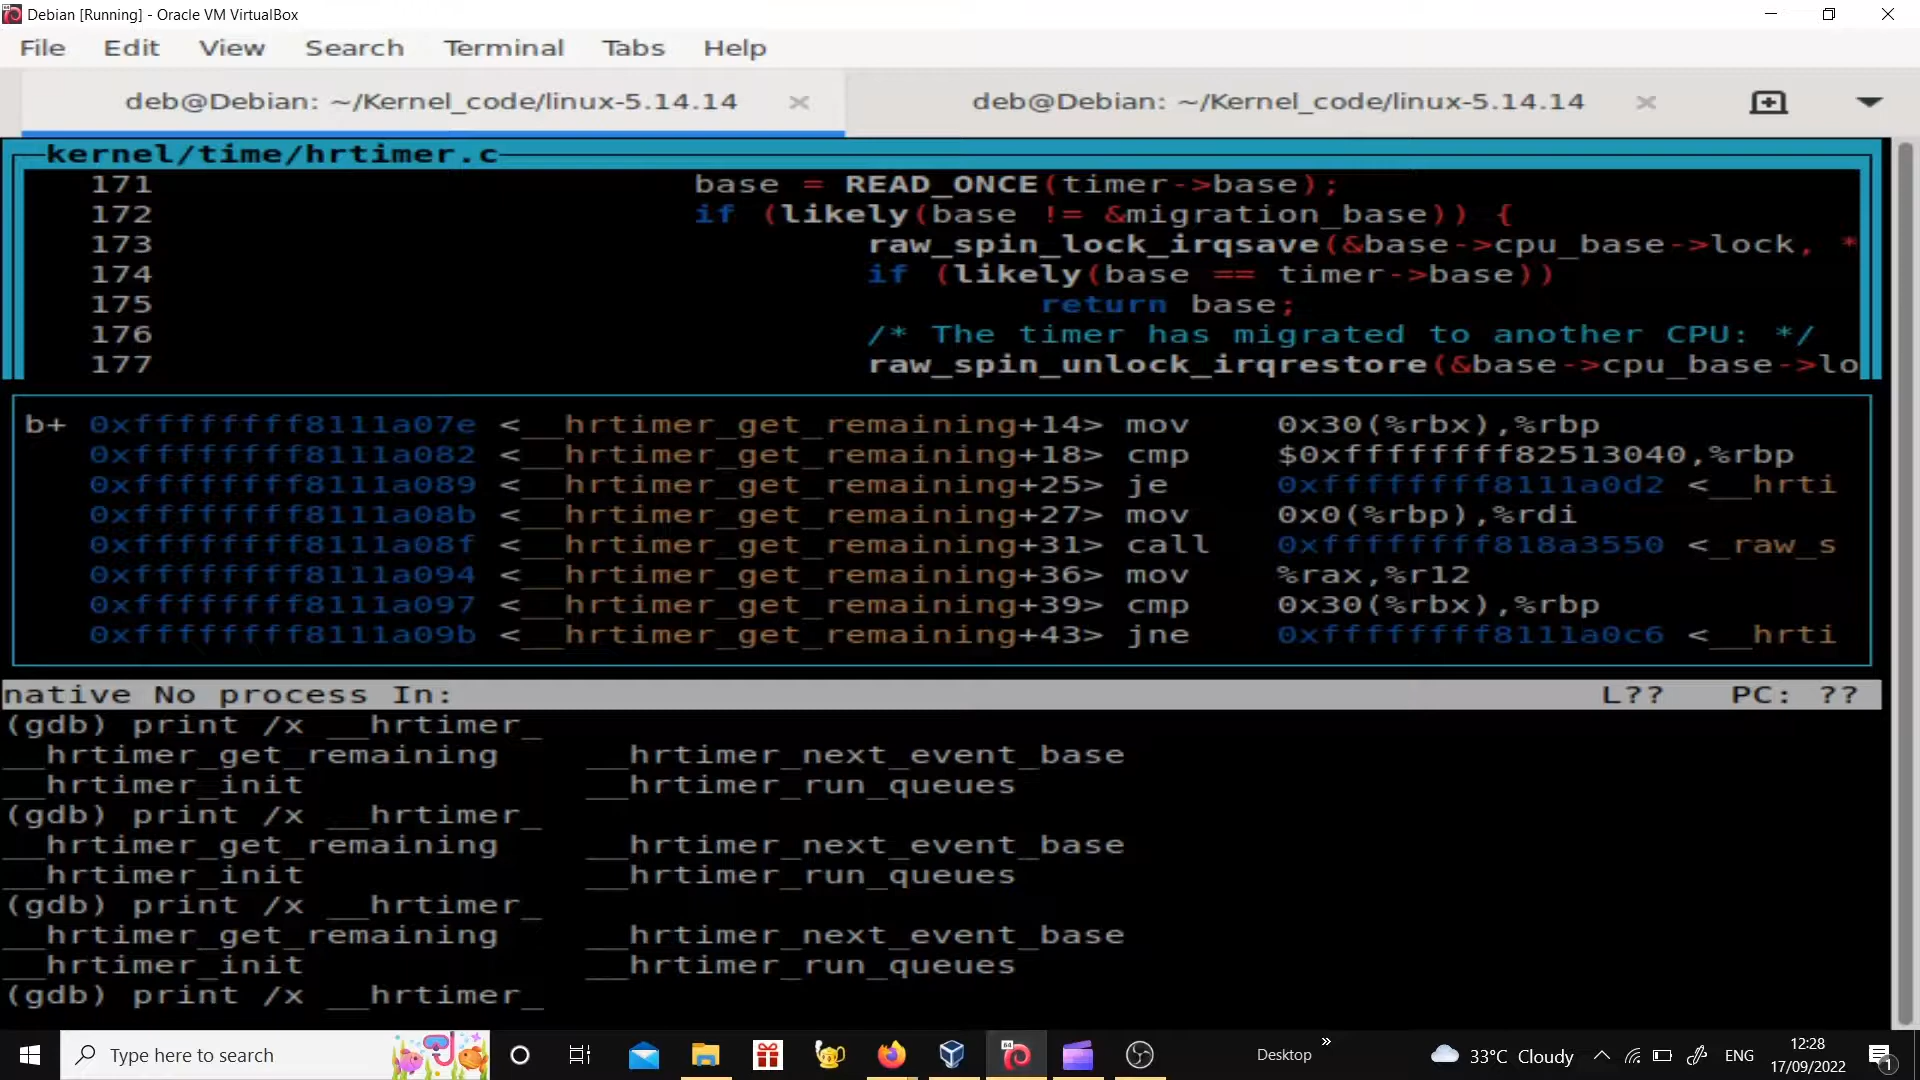 Debian [Running] - Oracle VM VirtualBox
File Edit View Search Terminal Tabs Help
deb@Debian: ~/Kernel_code/linux-5.14.14 deb@Debian: ~/Kernel_code/linux-5.14.14
kernel/time/hrtimer.c
171 base = READ_ONCE(timer->base);
172 if (likely(base != &migration_base)) {
173 raw_spin_lock_irqsave(&base->cpu_base->lock, *
174 if (likely(base == timer->base))
175 return base;
176 /* The timer has migrated to another CPU: */
177 raw_spin_unlock_irqrestore(&base->cpu_base->lo
b+ 0xffffffff8111a07e <__hrtimer_get_remaining+14> mov 0x30(%rbx),%rbp
0xffffffff8111a082 <__hrtimer_get_remaining+18> cmp $0xffffffff82513040,%rbp
0xffffffff8111a089 <__hrtimer_get_remaining+25> je 0xffffffff8111a0d2 <__hrti
0xffffffff8111a08b <__hrtimer_get_remaining+27> mov 0x0(%rbp),%rdi
0xffffffff8111a08f <__hrtimer_get_remaining+31> call 0xffffffff818a3550 <_raw_s
0xffffffff8111a094 <__hrtimer_get_remaining+36> mov %rax,%r12
0xffffffff8111a097 <__hrtimer_get_remaining+39> cmp 0x30(%rbx),%rbp
0xffffffff8111a09b <__hrtimer_get_remaining+43> jne 0xffffffff8111a0c6 <__hrti
native No process In: L?? PC: ??
(gdb) print /x __hrtimer_
__hrtimer_get_remaining __hrtimer_next_event_base
__hrtimer_init __hrtimer_run_queues
(gdb) print /x __hrtimer_
__hrtimer_get_remaining __hrtimer_next_event_base
__hrtimer_init __hrtimer_run_queues
(gdb) print /x __hrtimer_
__hrtimer_get_remaining __hrtimer_next_event_base
__hrtimer_init __hrtimer_run_queues
(gdb) print /x __hrtimer_
Type here to search Desktop » 33°C Cloudy ENG 12:28
17/09/2022 1